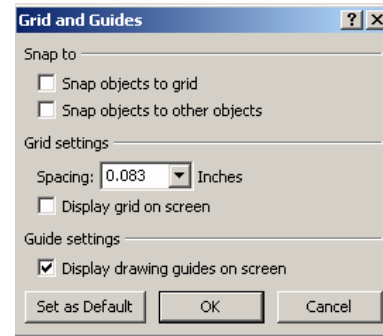 Grid and Guides
Snap to
Snap objects to grid
Snap objects to other objects
Grid settings
Spacing: 0.083 Inches
Display grid on screen
Guide settings
Display drawing guides on screen
Set as Default OK Cancel